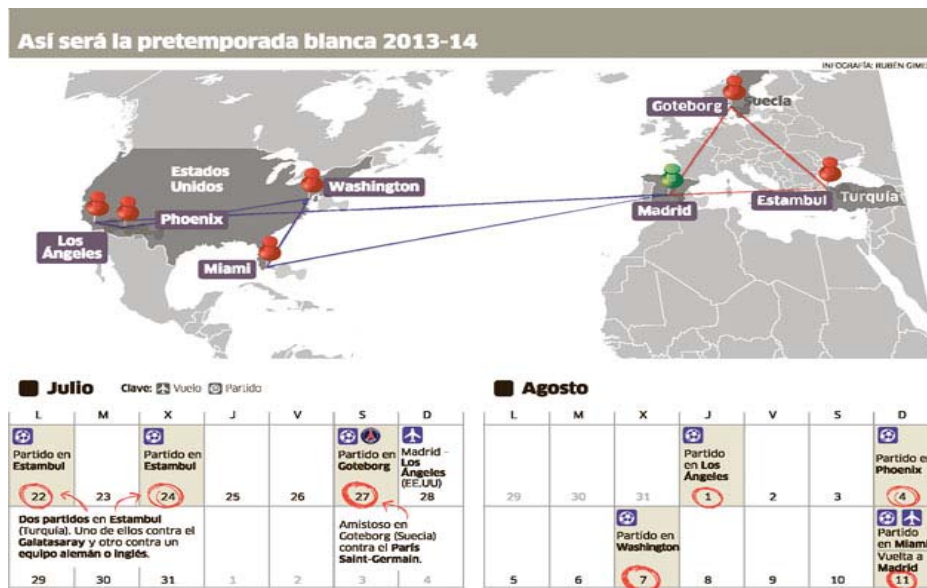 Así será la pretemporada blanca 2013-14
INFOGRAFÍA: RUBÉN GIME
Goteborg
Suecia
Estados
Unidos
Washington
Phoenix
Los
Ángeles
Miami
Madrid
Estambul
Turquía
Julio
Clave: Vuelo Partido
L M X J V S D
Partido en
Estambul
22
23
Partido en
Estambul
24
25
26
Partido en
Goteborg
27
Madrid –
Los
Ángeles
(EE.UU)
28
Dos partidos en Estambul
(Turquía). Uno de ellos contra el
Galatasaray y otro contra un
equipo alemán o inglés.
Amistoso en
Goteborg (Suecia)
contra el París
Saint-Germain.
29 30 31 1 2 3 4
Agosto
L M X J V S D
29 30 31
Partido
en Los
Ángeles
1
2 3
Partido en
Phoenix
4
5 6
Partido en
Washington
7
8 9 10
Partido
en Miami
Vuelta a
Madrid
11